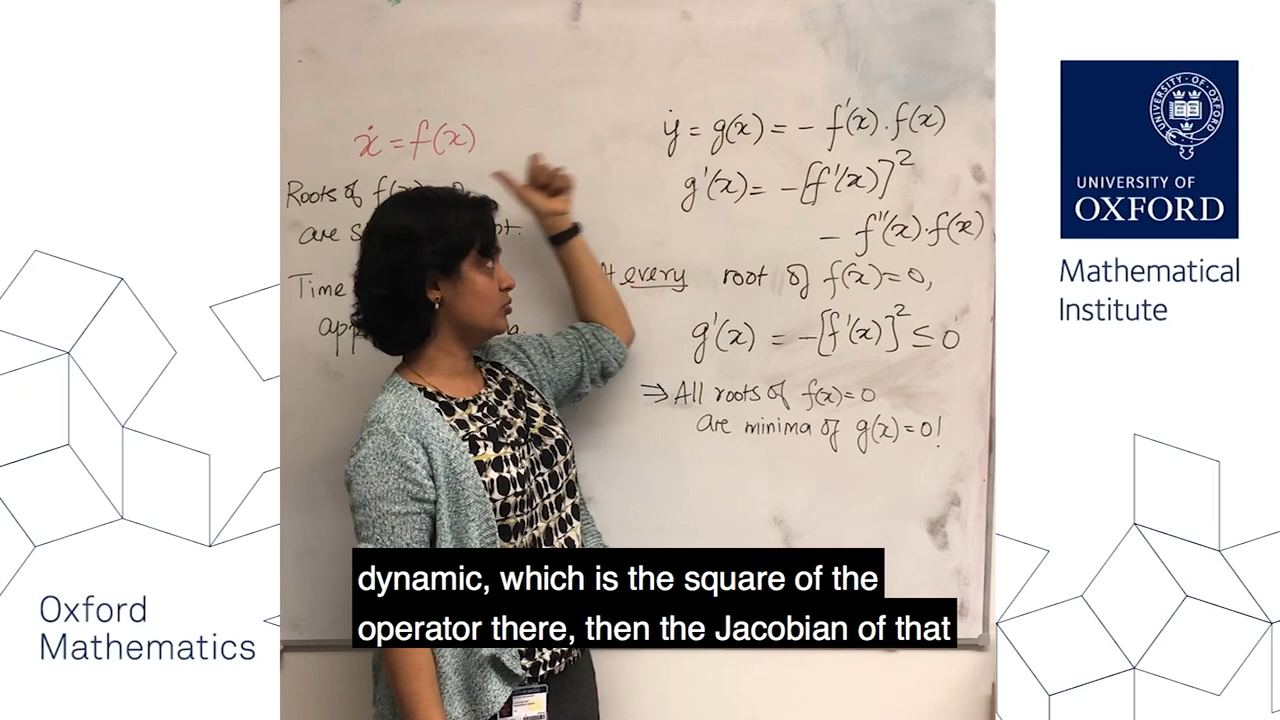 ẋ = f(x)
Roots of f(x) = 0
are
Time
ẏ = g(x) = - f'(x).f(x)
g'(x) = -[f'(x)]²
- f''(x).f(x)
every root of f(x)=0,
g'(x) = -[f'(x)]² ≤ 0
⇒ All roots of f(x)=0
are minima of g(x)=0!
UNIVERSITY OF
OXFORD
Mathematical
Institute
Oxford
Mathematics
dynamic, which is the square of the
operator there, then the Jacobian of that